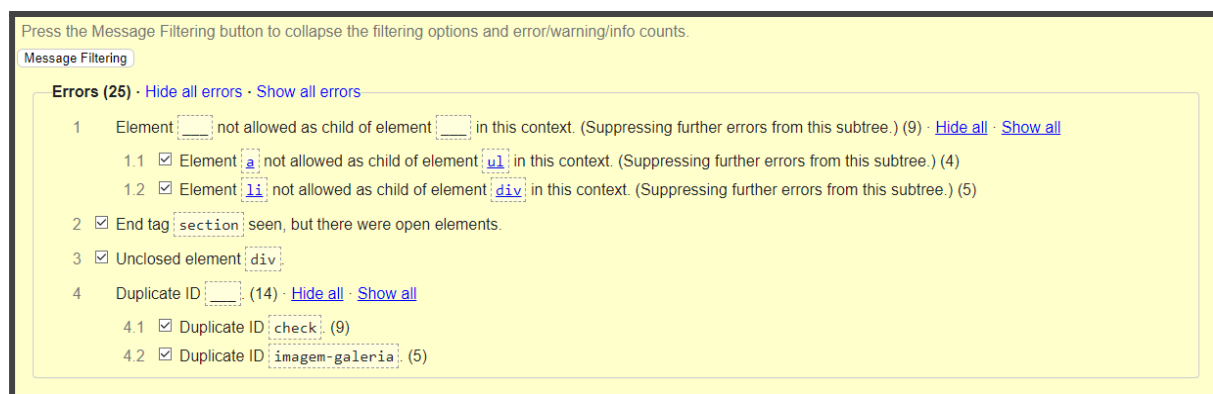 Press the Message Filtering button to collapse the filtering options and error/warning/info counts.
Message Filtering
Errors (25) · Hide all errors · Show all errors
1 Element ___ not allowed as child of element ___ in this context. (Suppressing further errors from this subtree.) (9) · Hide all · Show all
1.1 Element a not allowed as child of element ul in this context. (Suppressing further errors from this subtree.) (4)
1.2 Element li not allowed as child of element div in this context. (Suppressing further errors from this subtree.) (5)
2 End tag section seen, but there were open elements.
3 Unclosed element div.
4 Duplicate ID ___. (14) · Hide all · Show all
4.1 Duplicate ID check. (9)
4.2 Duplicate ID imagem-galeria. (5)